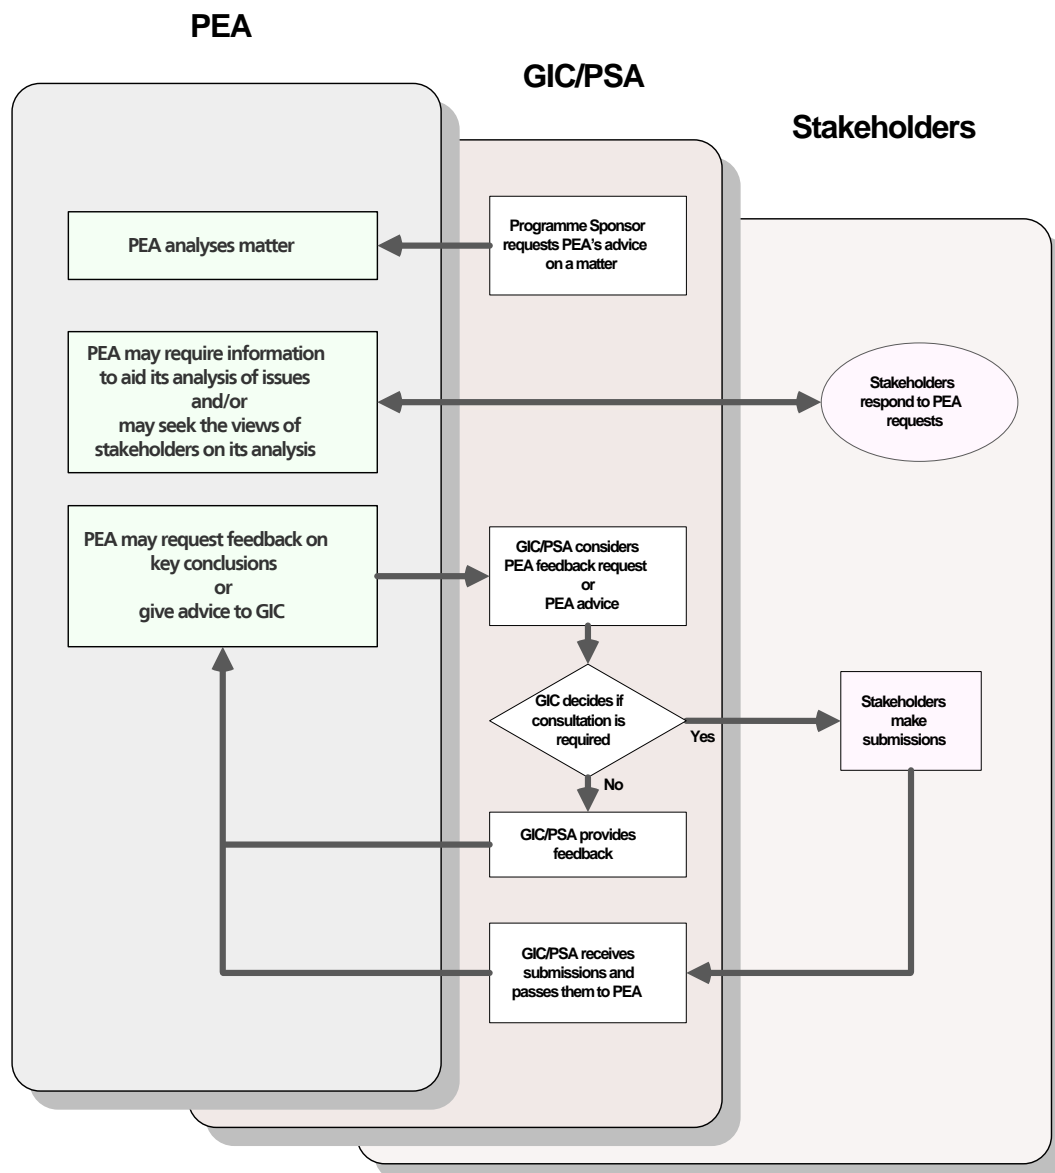 PEA
GIC/PSA
Stakeholders
PEA analyses matter
Programme Sponsor
requests PEA's advice
on a matter
PEA may require information
to aid its analysis of issues
and/or
may seek the views of
stakeholders on its analysis
Stakeholders
respond to PEA
requests
PEA may request feedback on
key conclusions
or
give advice to GIC
GIC/PSA considers
PEA feedback request
or
PEA advice
GIC decides if
consultation is
required
Yes
Stakeholders
make
submissions
No
GIC/PSA provides
feedback
GIC/PSA receives
submissions and
passes them to PEA